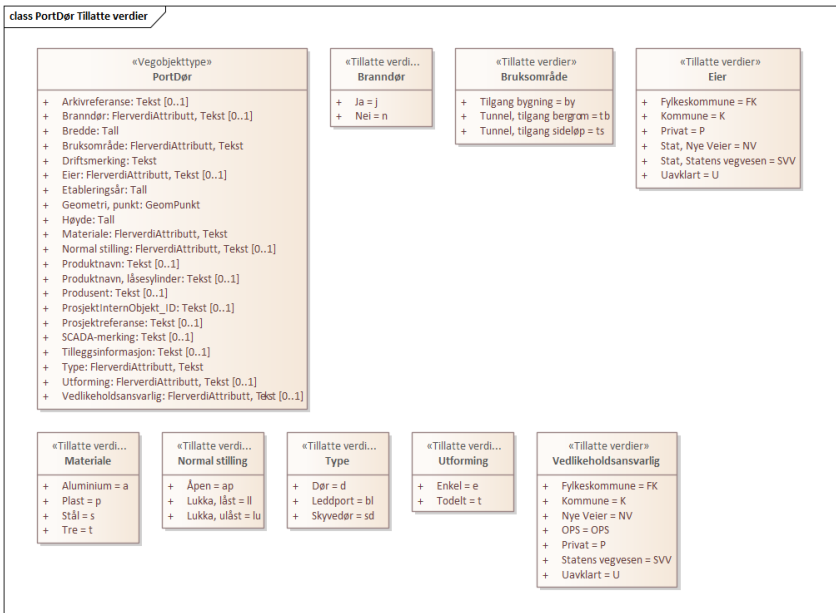 class PortDør Tillatte verdier
«Vegobjekttype»
PortDør
+ Arkivreferanse: Tekst [0..1]
+ Branndør: FlerverdiAttributt, Tekst [0..1]
+ Bredde: Tall
+ Bruksområde: FlerverdiAttributt, Tekst
+ Driftsmerking: Tekst
+ Eier: FlerverdiAttributt, Tekst [0..1]
+ Etableringsår: Tall
+ Geometri, punkt: GeomPunkt
+ Høyde: Tall
+ Materiale: FlerverdiAttributt, Tekst
+ Normal stilling: FlerverdiAttributt, Tekst [0..1]
+ Produktnavn: Tekst [0..1]
+ Produktnavn, låsesylinder: Tekst [0..1]
+ Produsent: Tekst [0..1]
+ ProsjektInternObjekt_ID: Tekst [0..1]
+ Prosjektreferanse: Tekst [0..1]
+ SCADA-merking: Tekst [0..1]
+ Tilleggsinformasjon: Tekst [0..1]
+ Type: FlerverdiAttributt, Tekst
+ Utforming: FlerverdiAttributt, Tekst [0..1]
+ Vedlikeholdsansvarlig: FlerverdiAttributt, Tekst [0..1]
«Tillatte verdi...
Branndør
+ Ja = j
+ Nei = n
«Tillatte verdier»
Bruksområde
+ Tilgang bygning = by
+ Tunnel, tilgang bergrom = tb
+ Tunnel, tilgang sideløp = ts
«Tillatte verdier»
Eier
+ Fylkeskommune = FK
+ Kommune = K
+ Privat = P
+ Stat, Nye Veier = NV
+ Stat, Statens vegvesen = SVV
+ Uavklart = U
«Tillatte verdi...
Materiale
+ Aluminium = a
+ Plast = p
+ Stål = s
+ Tre = t
«Tillatte verdi...
Normal stilling
+ Åpen = ap
+ Lukka, låst = ll
+ Lukka, ulåst = lu
«Tillatte verdi...
Type
+ Dør = d
+ Leddport = bl
+ Skyvedør = sd
«Tillatte verdi...
Utforming
+ Enkel = e
+ Todelt = t
«Tillatte verdier»
Vedlikeholdsansvarlig
+ Fylkeskommune = FK
+ Kommune = K
+ Nye Veier = NV
+ OPS = OPS
+ Privat = P
+ Statens vegvesen = SVV
+ Uavklart = U